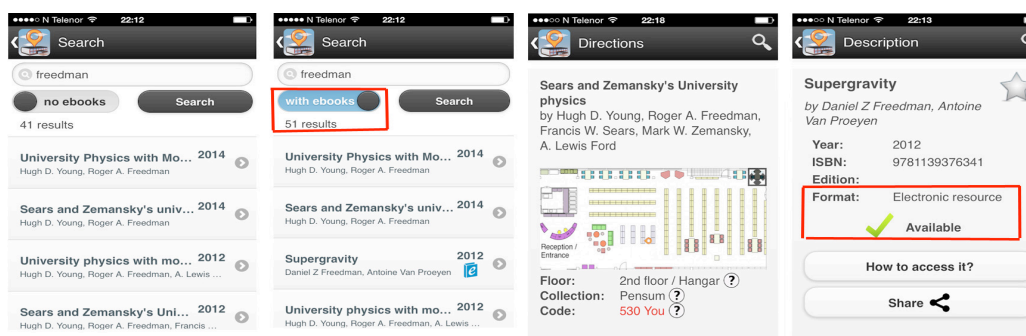 N Telenor 22:12
Search
freedman
no ebooks Search
41 results
University Physics with Mo... 2014
Hugh D. Young, Roger A. Freedman
Sears and Zemansky's univ... 2014
Hugh D. Young, Roger A. Freedman
University physics with mo... 2012
Hugh D. Young, Roger A. Freedman, A. Lewis ...
Sears and Zemansky's Uni... 2012
Hugh D. Young, Roger A. Freedman, Francis ...
N Telenor 22:12
Search
freedman
with ebooks Search
51 results
University Physics with Mo... 2014
Hugh D. Young, Roger A. Freedman
Sears and Zemansky's univ... 2014
Hugh D. Young, Roger A. Freedman
Supergravity 2012
Daniel Z Freedman, Antoine Van Proeyen
University physics with mo... 2012
Hugh D. Young, Roger A. Freedman, A. Lewis ...
N Telenor 22:18
Directions
Sears and Zemansky's University
physics
by Hugh D. Young, Roger A. Freedman,
Francis W. Sears, Mark W. Zemansky,
A. Lewis Ford
Reception /
Entrance
Floor: 2nd floor / Hangar ?
Collection: Pensum ?
Code: 530 You ?
N Telenor 22:13
Description
Supergravity
by Daniel Z Freedman, Antoine
Van Proeyen
Year: 2012
ISBN: 9781139376341
Edition:
Format: Electronic resource
Available
How to access it?
Share